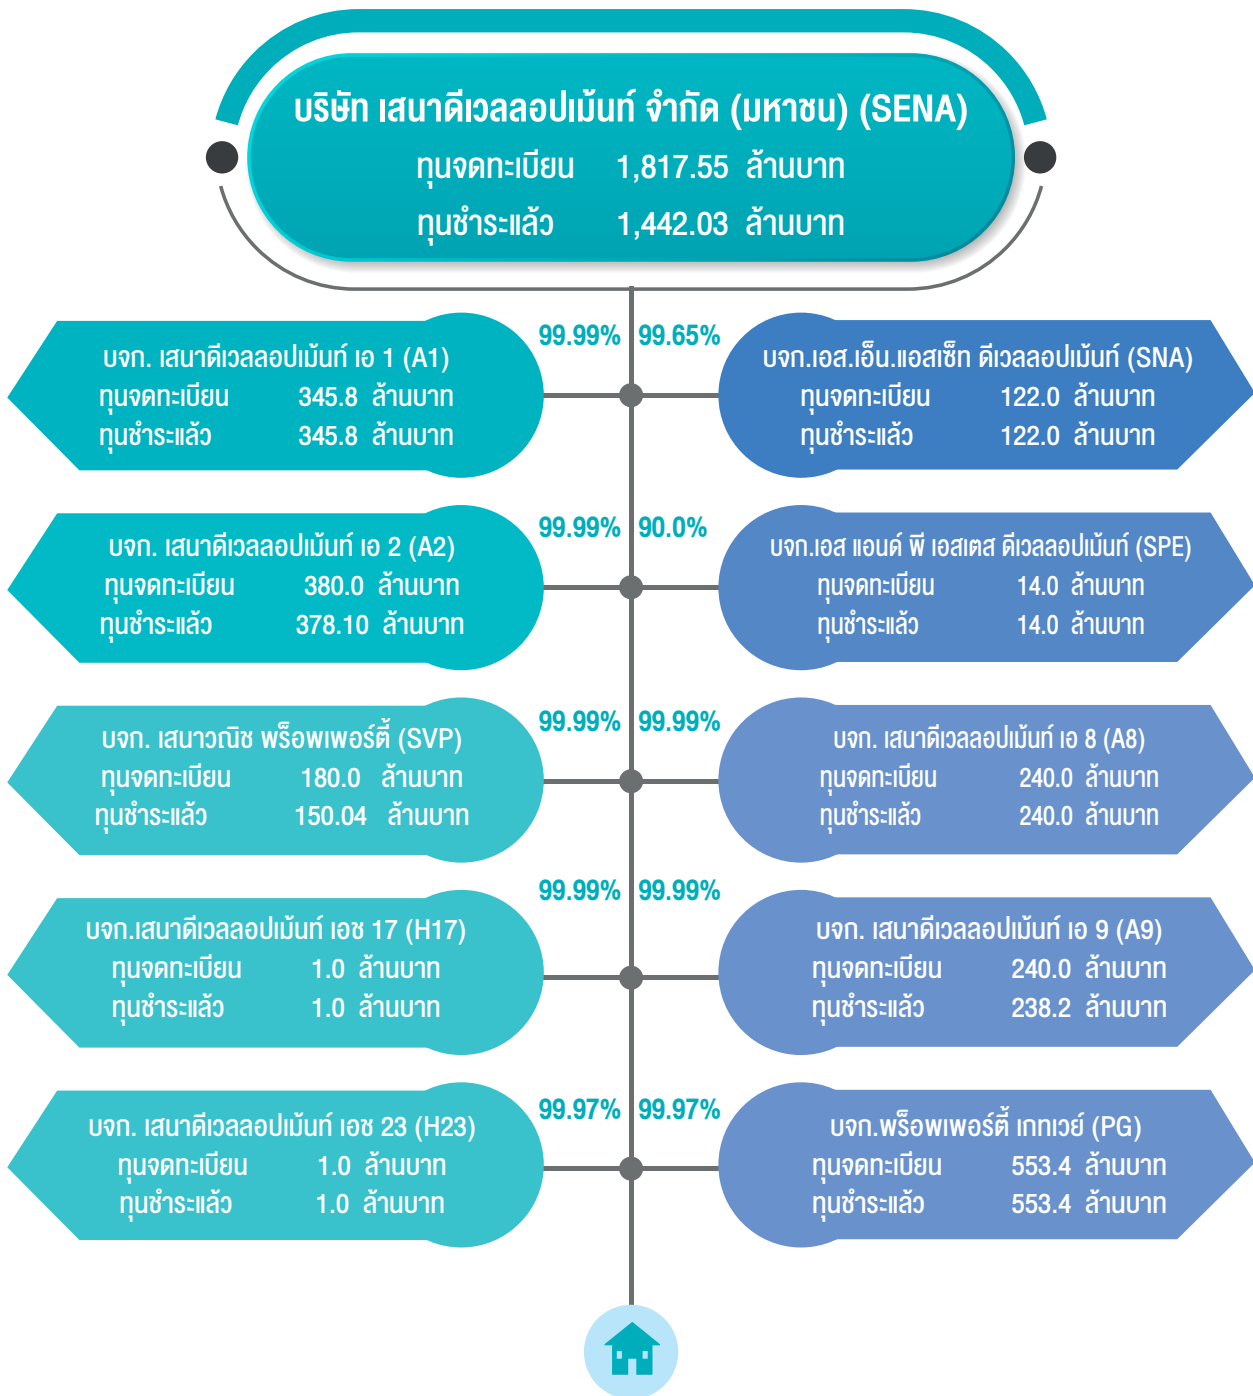 บริษัท เสนาดีเวลลอปเม้นท์ จำกัด (มหาชน) (SENA)
ทุนจดทะเบียน 1,817.55 ล้านบาท
ทุนชำระแล้ว 1,442.03 ล้านบาท
99.99% 99.65%
บจก. เสนาดีเวลลอปเม้นท์ เอ 1 (A1)
ทุนจดทะเบียน 345.8 ล้านบาท
ทุนชำระแล้ว 345.8 ล้านบาท
บจก.เอส.เอ็น.แอสเซ็ท ดีเวลลอปเม้นท์ (SNA)
ทุนจดทะเบียน 122.0 ล้านบาท
ทุนชำระแล้ว 122.0 ล้านบาท
99.99% 90.0%
บจก. เสนาดีเวลลอปเม้นท์ เอ 2 (A2)
ทุนจดทะเบียน 380.0 ล้านบาท
ทุนชำระแล้ว 378.10 ล้านบาท
บจก.เอส แอนด์ พี เอสเตส ดีเวลลอปเม้นท์ (SPE)
ทุนจดทะเบียน 14.0 ล้านบาท
ทุนชำระแล้ว 14.0 ล้านบาท
99.99% 99.99%
บจก. เสนาวณิช พร็อพเพอร์ตี้ (SVP)
ทุนจดทะเบียน 180.0 ล้านบาท
ทุนชำระแล้ว 150.04 ล้านบาท
บจก. เสนาดีเวลลอปเม้นท์ เอ 8 (A8)
ทุนจดทะเบียน 240.0 ล้านบาท
ทุนชำระแล้ว 240.0 ล้านบาท
99.99% 99.99%
บจก.เสนาดีเวลลอปเม้นท์ เอช 17 (H17)
ทุนจดทะเบียน 1.0 ล้านบาท
ทุนชำระแล้ว 1.0 ล้านบาท
บจก. เสนาดีเวลลอปเม้นท์ เอ 9 (A9)
ทุนจดทะเบียน 240.0 ล้านบาท
ทุนชำระแล้ว 238.2 ล้านบาท
99.97% 99.97%
บจก. เสนาดีเวลลอปเม้นท์ เอช 23 (H23)
ทุนจดทะเบียน 1.0 ล้านบาท
ทุนชำระแล้ว 1.0 ล้านบาท
บจก.พร็อพเพอร์ตี้ เกทเวย์ (PG)
ทุนจดทะเบียน 553.4 ล้านบาท
ทุนชำระแล้ว 553.4 ล้านบาท